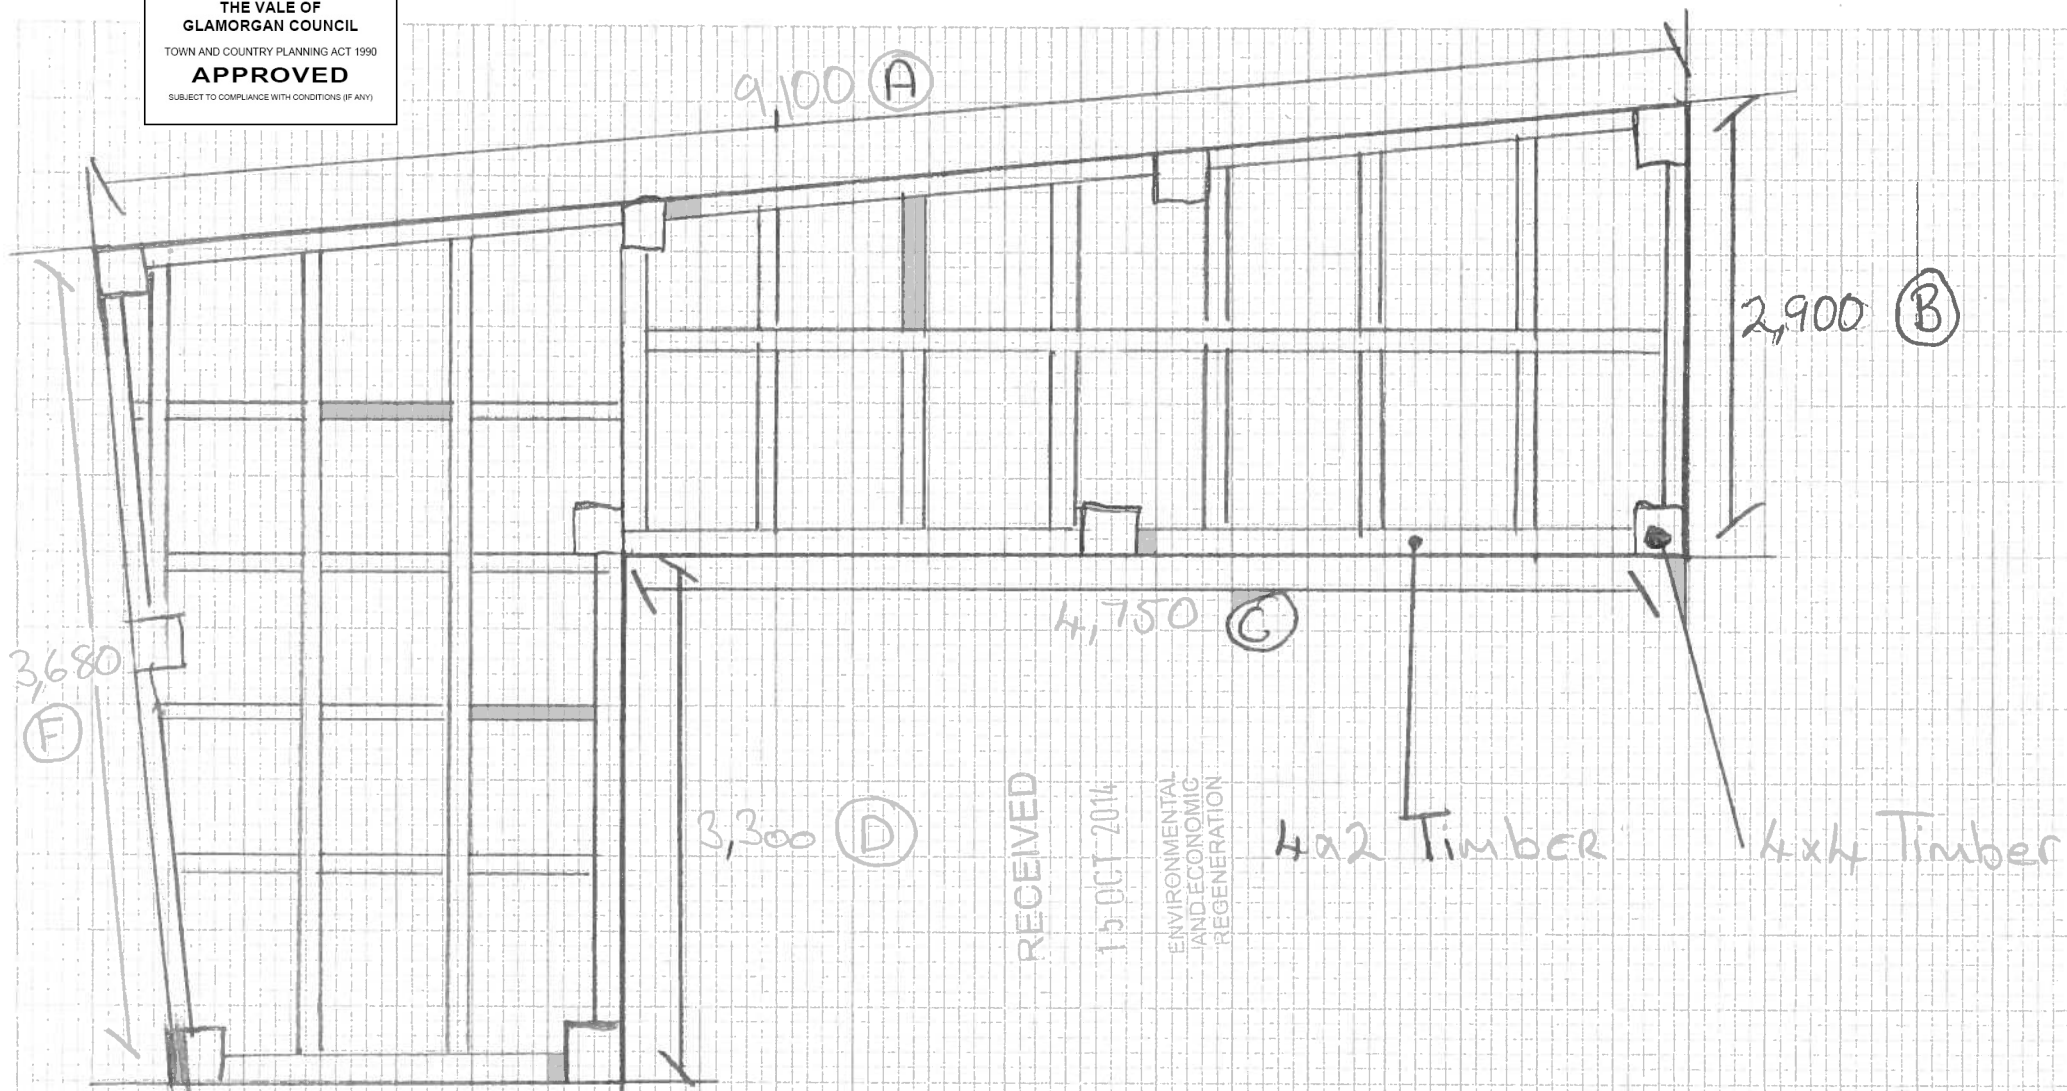 THE VALE OF
GLAMORGAN COUNCIL
TOWN AND COUNTRY PLANNING ACT 1990
APPROVED
SUBJECT TO COMPLIANCE WITH CONDITIONS (IF ANY)
9,100 A
2,900 B
4,750 C
3,680
F
3,300 D
RECEIVED
15 OCT 2014
ENVIRONMENTAL
AND ECONOMIC
REGENERATION
4x2 Timber
4x4 Timber